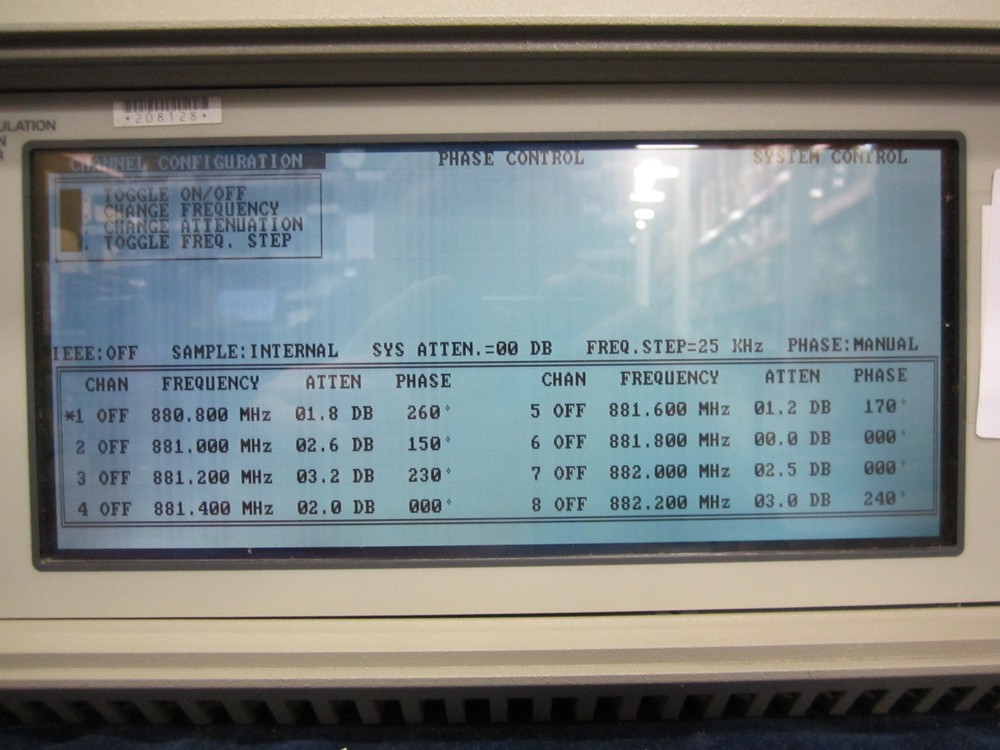 *208128*
CHANNEL CONFIGURATION PHASE CONTROL SYSTEM CONTROL
TOGGLE ON/OFF
CHANGE FREQUENCY
CHANGE ATTENUATION
TOGGLE FREQ. STEP
IEEE:OFF SAMPLE:INTERNAL SYS ATTEN.=00 DB FREQ.STEP=25 KHz PHASE:MANUAL
CHAN FREQUENCY ATTEN PHASE CHAN FREQUENCY ATTEN PHASE
*1 OFF 880.800 MHz 01.8 DB 260° 5 OFF 881.600 MHz 01.2 DB 170°
2 OFF 881.000 MHz 02.6 DB 150° 6 OFF 881.800 MHz 00.0 DB 000°
3 OFF 881.200 MHz 03.2 DB 230° 7 OFF 882.000 MHz 02.5 DB 000°
4 OFF 881.400 MHz 02.0 DB 000° 8 OFF 882.200 MHz 03.0 DB 240°